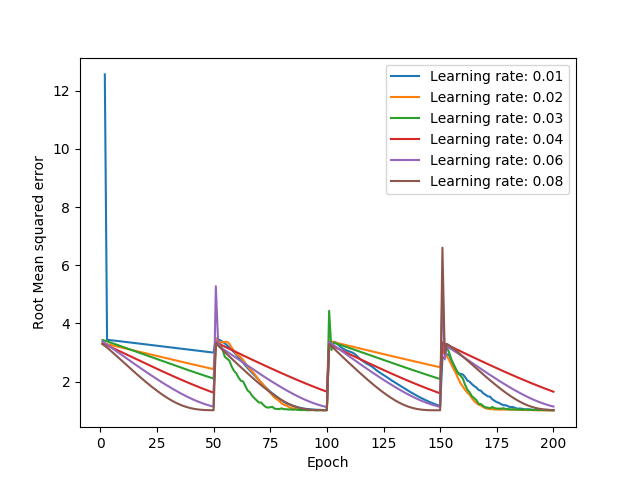 Learning rate: 0.01
Learning rate: 0.02
Learning rate: 0.03
Learning rate: 0.04
Learning rate: 0.06
Learning rate: 0.08
Root Mean squared error
12
10
8
6
4
2
0 25 50 75 100 125 150 175 200
Epoch